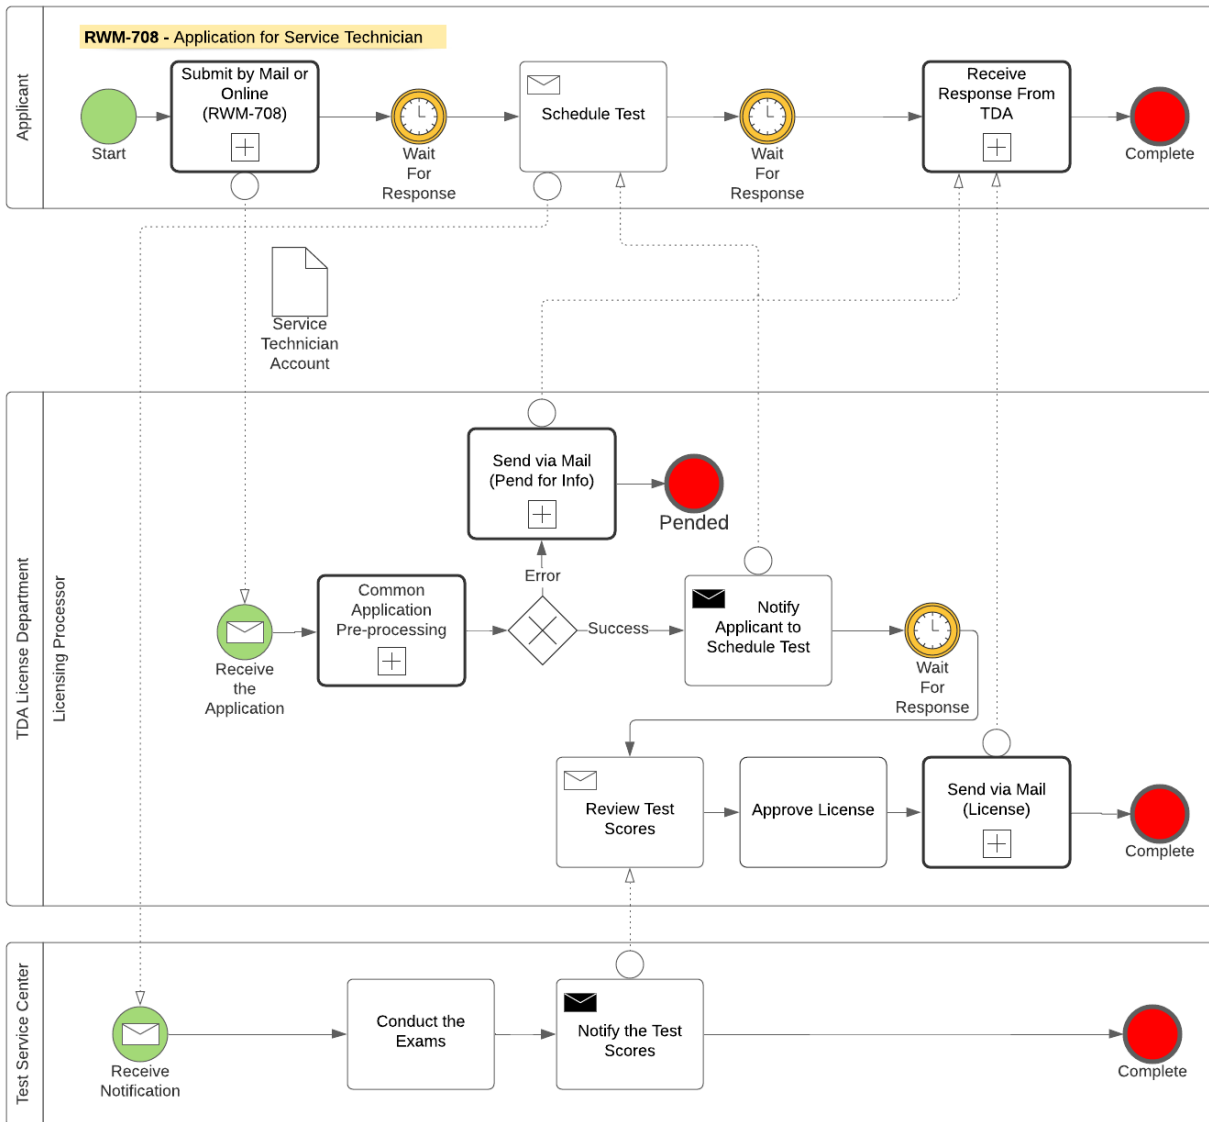 RWM-708 - Application for Service Technician
Applicant
Start
Submit by Mail or
Online
(RWM-708)
Wait
For
Response
Schedule Test
Wait
For
Response
Receive
Response From
TDA
Complete
Service
Technician
Account
TDA License Department
Licensing Processor
Send via Mail
(Pend for Info)
Pended
Error
Receive
the
Application
Common
Application
Pre-processing
Success
Notify
Applicant to
Schedule Test
Wait
For
Response
Review Test
Scores
Approve License
Send via Mail
(License)
Complete
Test Service Center
Receive
Notification
Conduct the
Exams
Notify the Test
Scores
Complete